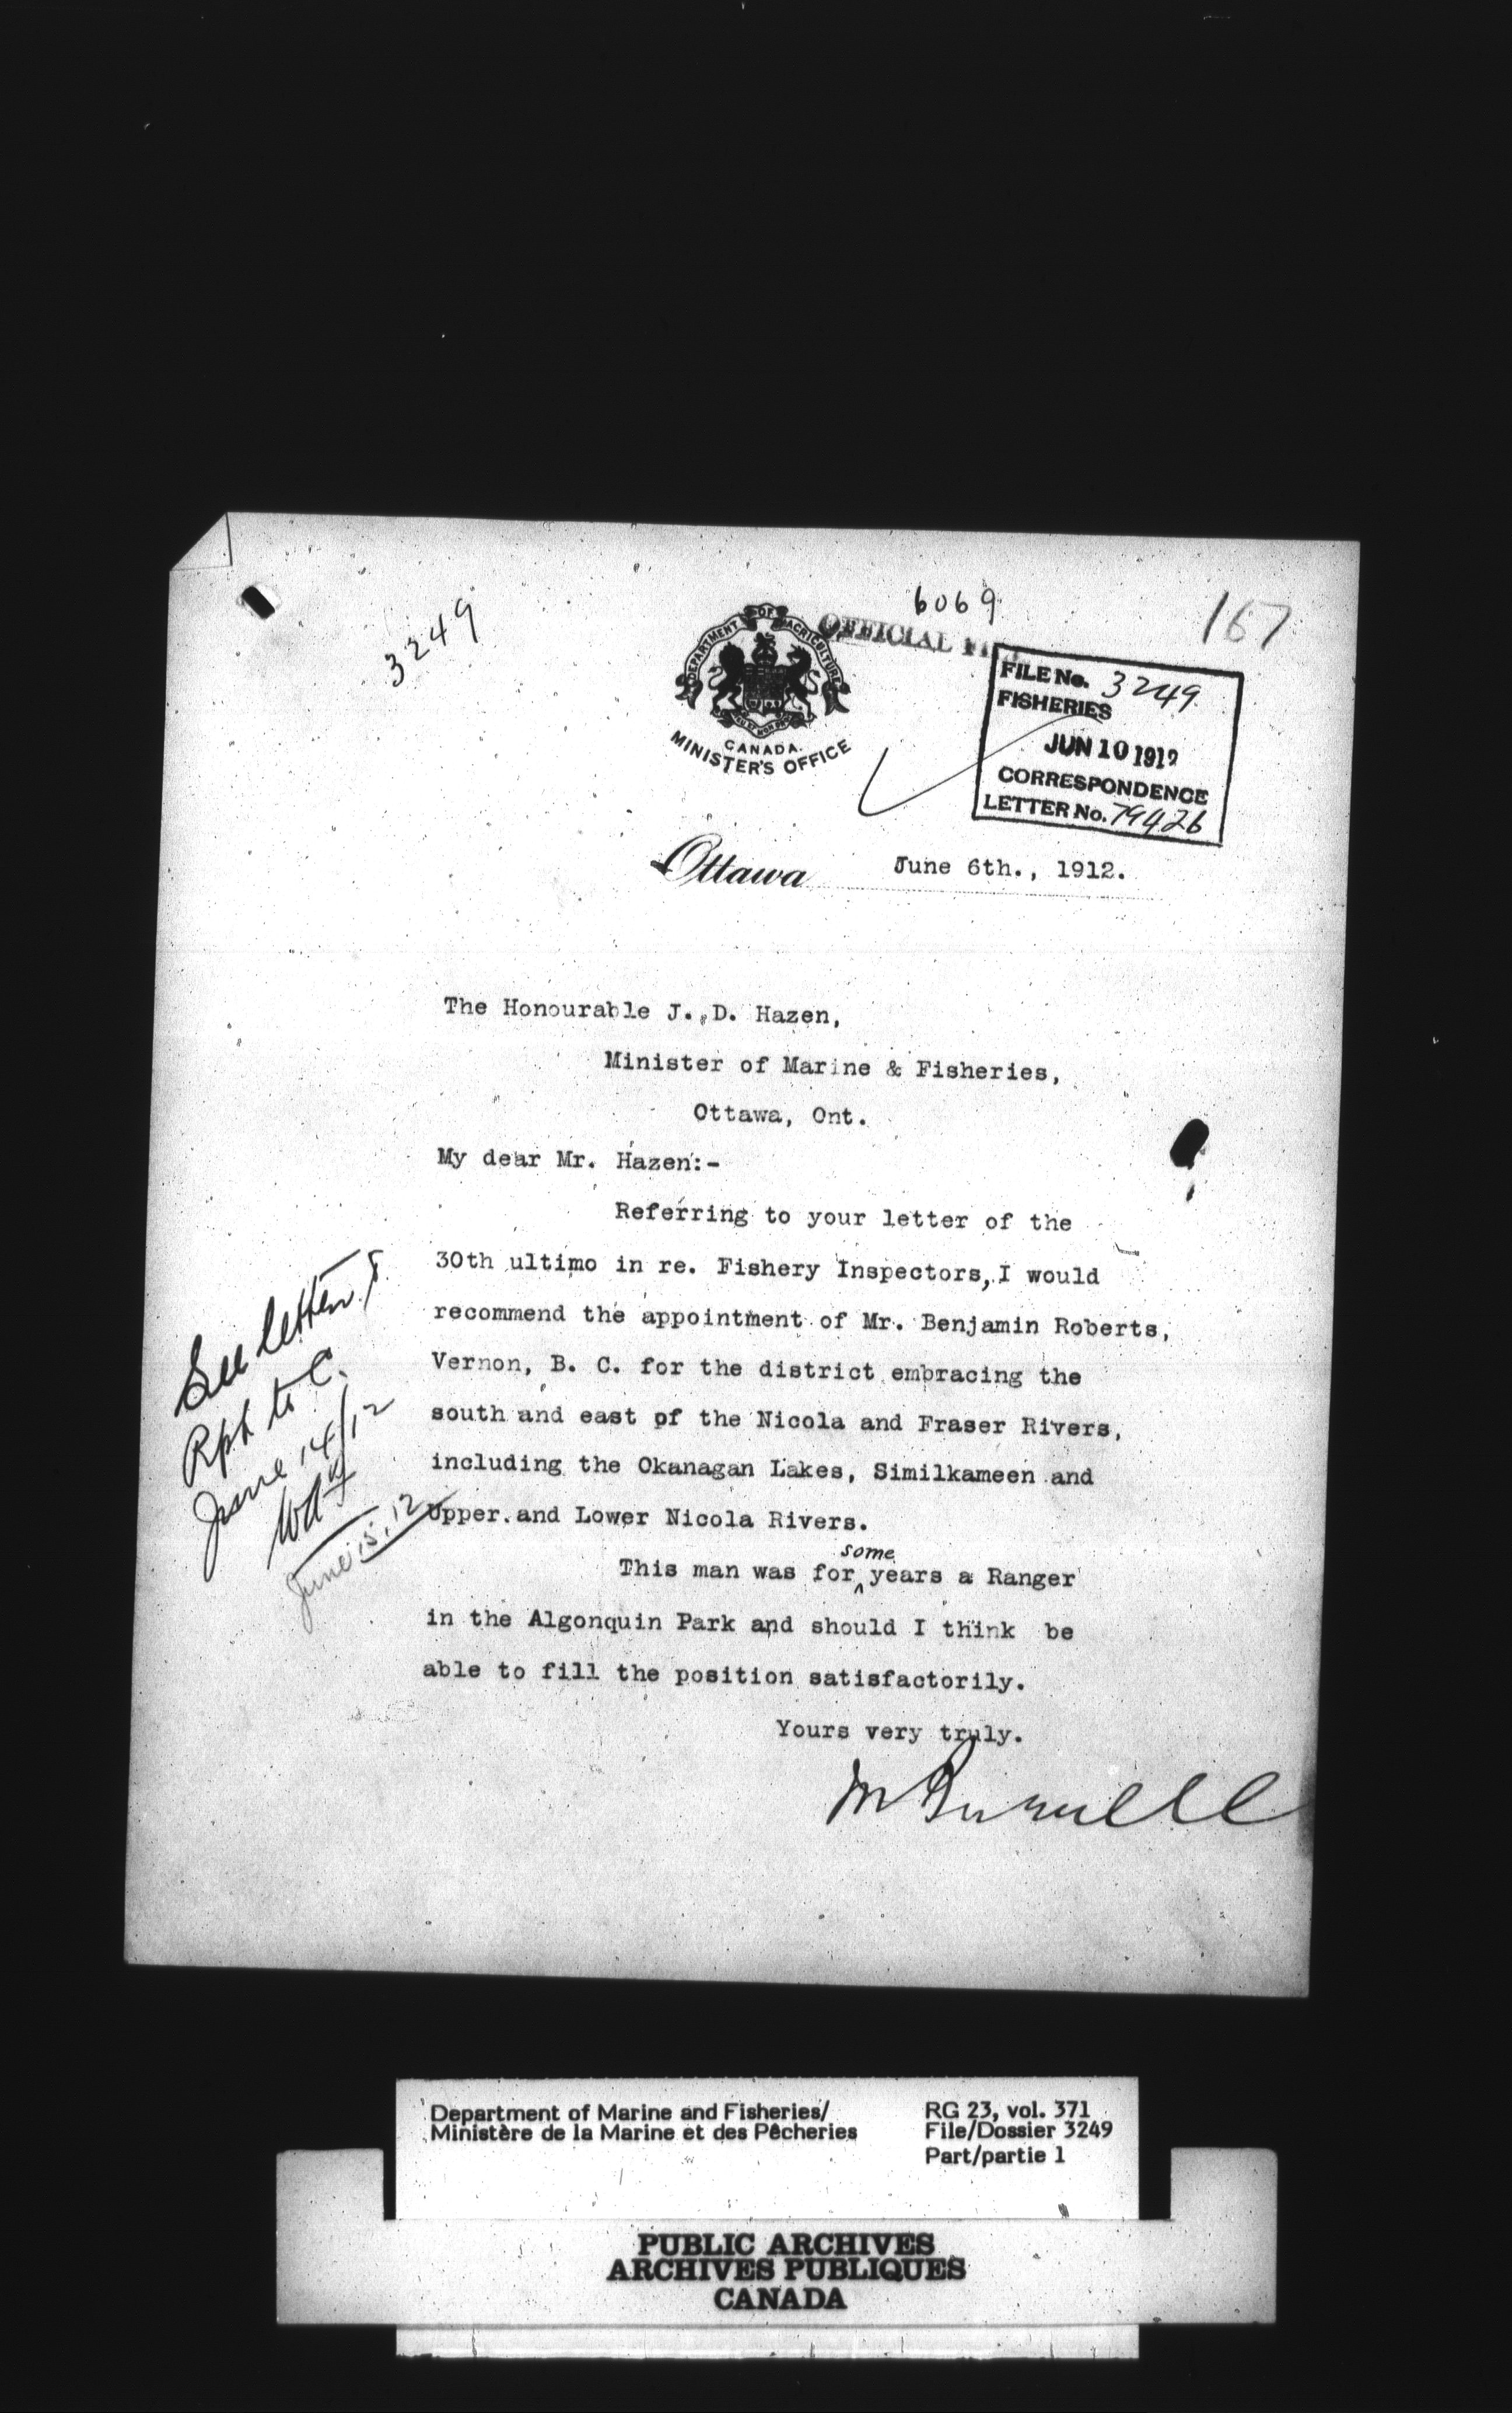 3249
6069
167
DEPARTMENT OF AGRICULTURE
CANADA.
MINISTER'S OFFICE
OFFICIAL
FILE No. 3249
FISHERIES
JUN 10 1912
CORRESPONDENCE
LETTER No. 79426
Ottawa June 6th., 1912.
The Honourable J. D. Hazen,
Minister of Marine & Fisheries,
Ottawa, Ont.
My dear Mr. Hazen:-
Referring to your letter of the
30th ultimo in re. Fishery Inspectors, I would
recommend the appointment of Mr. Benjamin Roberts,
Vernon, B. C. for the district embracing the
south and east of the Nicola and Fraser Rivers,
including the Okanagan Lakes, Similkameen and
Upper and Lower Nicola Rivers.
This man was for some years a Ranger
in the Algonquin Park and should I think be
able to fill the position satisfactorily.
Yours very truly.
M Burrell
See letter &
Rpt to C.
June 14/12
June 15, 12
Department of Marine and Fisheries/
Ministère de la Marine et des Pêcheries
RG 23, vol. 371
File/Dossier 3249
Part/partie 1
PUBLIC ARCHIVES
ARCHIVES PUBLIQUES
CANADA